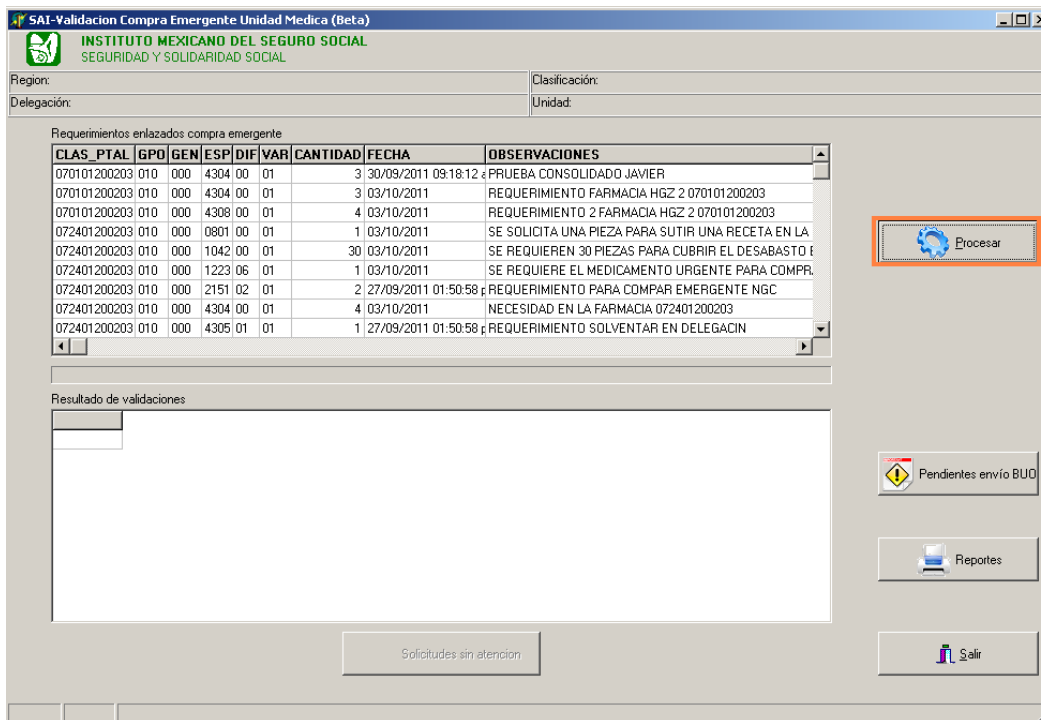 SAI-Validacion Compra Emergente Unidad Medica (Beta)
INSTITUTO MEXICANO DEL SEGURO SOCIAL
SEGURIDAD Y SOLIDARIDAD SOCIAL
Region: Clasificación:
Delegación: Unidad:
Requerimientos enlazados compra emergente
CLAS_PTAL GPO GEN ESP DIF VAR CANTIDAD FECHA OBSERVACIONES
070101200203 010 000 4304 00 01 3 30/09/2011 09:18:12 a PRUEBA CONSOLIDADO JAVIER
070101200203 010 000 4304 00 01 3 03/10/2011 REQUERIMIENTO FARMACIA HGZ 2 070101200203
070101200203 010 000 4308 00 01 4 03/10/2011 REQUERIMIENTO 2 FARMACIA HGZ 2 070101200203
072401200203 010 000 0801 00 01 1 03/10/2011 SE SOLICITA UNA PIEZA PARA SUTIR UNA RECETA EN LA
072401200203 010 000 1042 00 01 30 03/10/2011 SE REQUIEREN 30 PIEZAS PARA CUBRIR EL DESABASTO E
072401200203 010 000 1223 06 01 1 03/10/2011 SE REQUIERE EL MEDICAMENTO URGENTE PARA COMPR
072401200203 010 000 2151 02 01 2 27/09/2011 01:50:58 p REQUERIMIENTO PARA COMPAR EMERGENTE NGC
072401200203 010 000 4304 00 01 4 03/10/2011 NECESIDAD EN LA FARMACIA 072401200203
072401200203 010 000 4305 01 01 1 27/09/2011 01:50:58 p REQUERIMIENTO SOLVENTAR EN DELEGACIN
Procesar
Resultado de validaciones
Pendientes envío BUO
Reportes
Solicitudes sin atencion
Salir